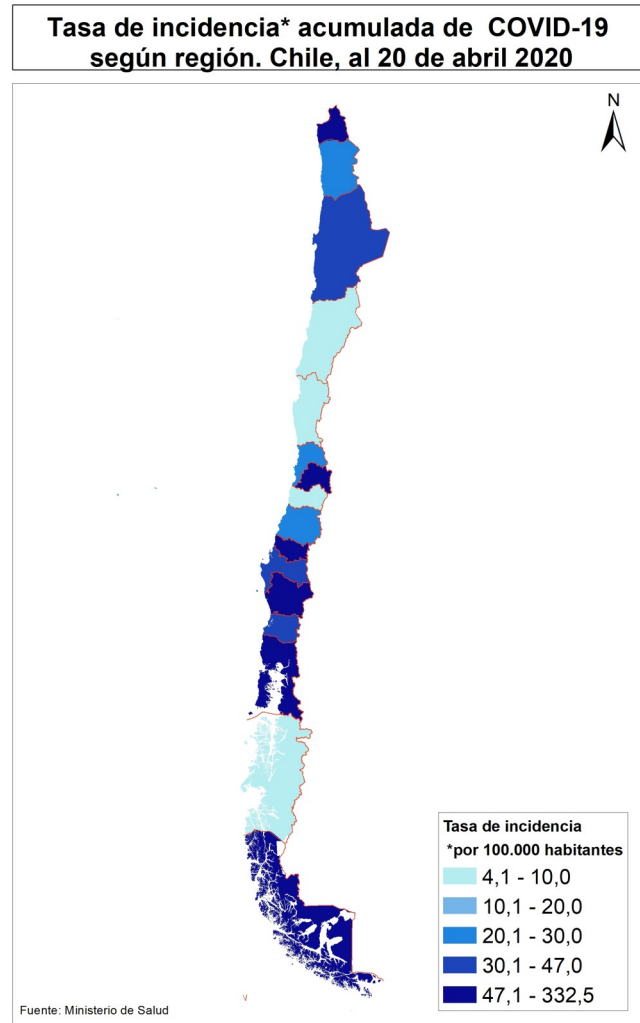 Tasa de incidencia* acumulada de COVID-19
según región. Chile, al 20 de abril 2020
N
Tasa de incidencia
*por 100.000 habitantes
4,1 - 10,0
10,1 - 20,0
20,1 - 30,0
30,1 - 47,0
47,1 - 332,5
Fuente: Ministerio de Salud